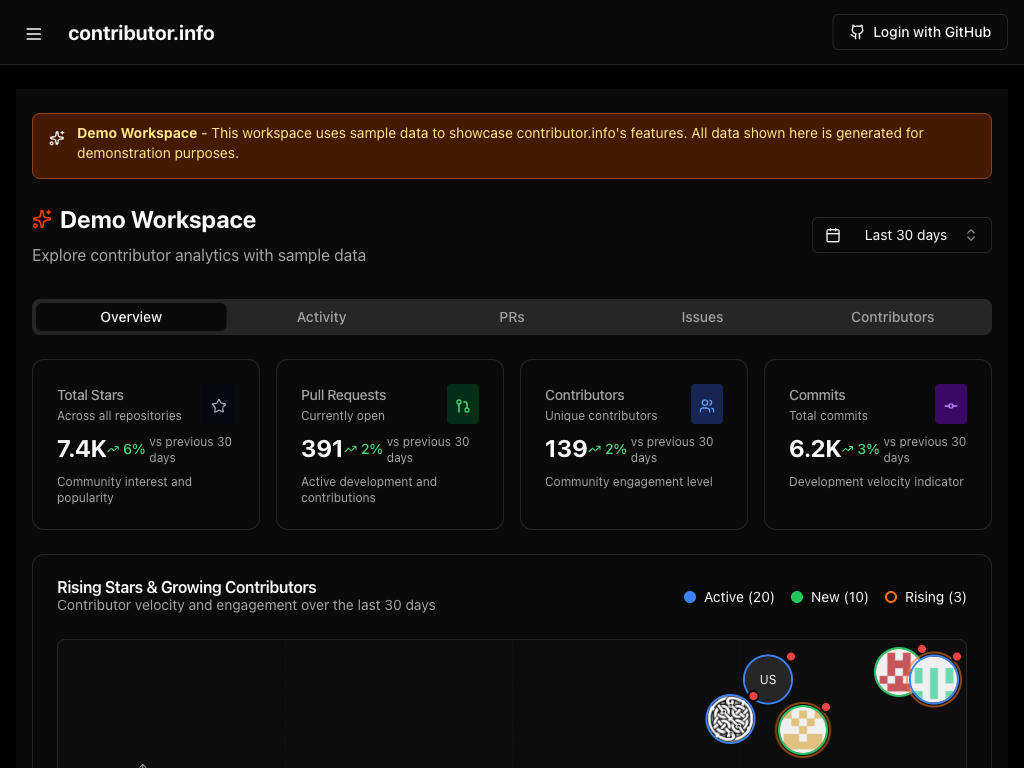 contributor.info
Login with GitHub
Demo Workspace - This workspace uses sample data to showcase contributor.info's features. All data shown here is generated for
demonstration purposes.
Demo Workspace
Explore contributor analytics with sample data
Last 30 days
Overview
Activity
PRs
Issues
Contributors
Total Stars
Across all repositories
7.4K 6% vs previous 30
days
Community interest and
popularity
Pull Requests
Currently open
391 2% vs previous 30
days
Active development and
contributions
Contributors
Unique contributors
139 2% vs previous 30
days
Community engagement level
Commits
Total commits
6.2K 3% vs previous 30
days
Development velocity indicator
Rising Stars & Growing Contributors
Contributor velocity and engagement over the last 30 days
Active (20)
New (10)
Rising (3)
US